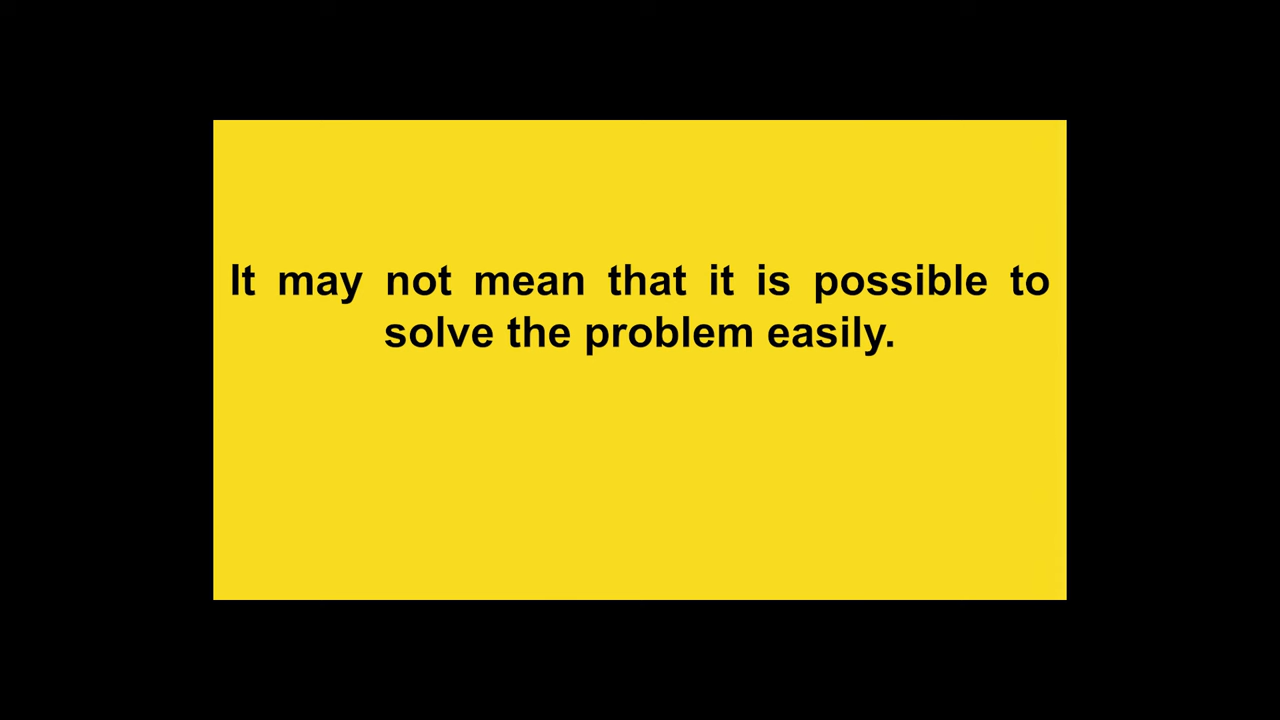 It may not mean that it is possible to
solve the problem easily.